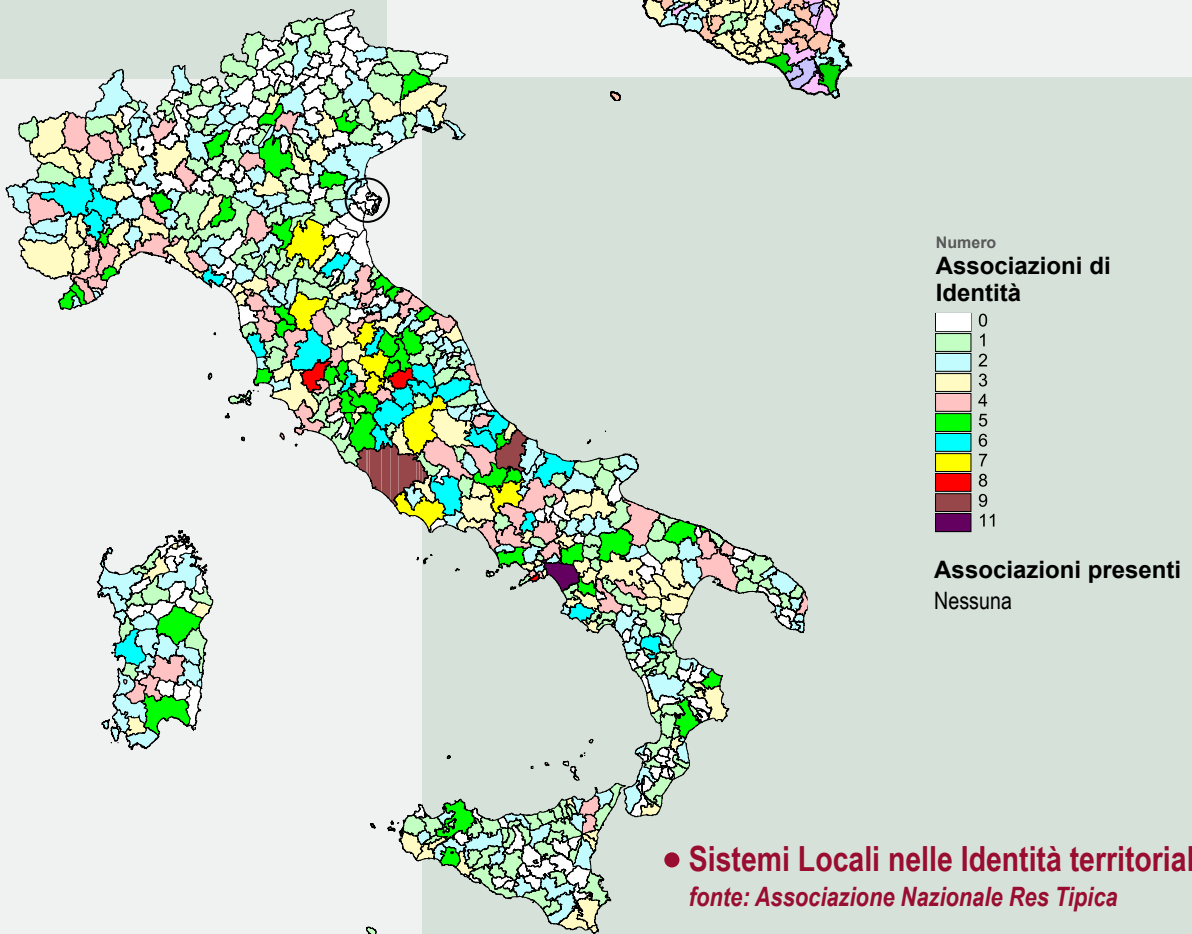 Numero
Associazioni di
Identità
0
1
2
3
4
5
6
7
8
9
11
Associazioni presenti
Nessuna
• Sistemi Locali nelle Identità territorial
fonte: Associazione Nazionale Res Tipica